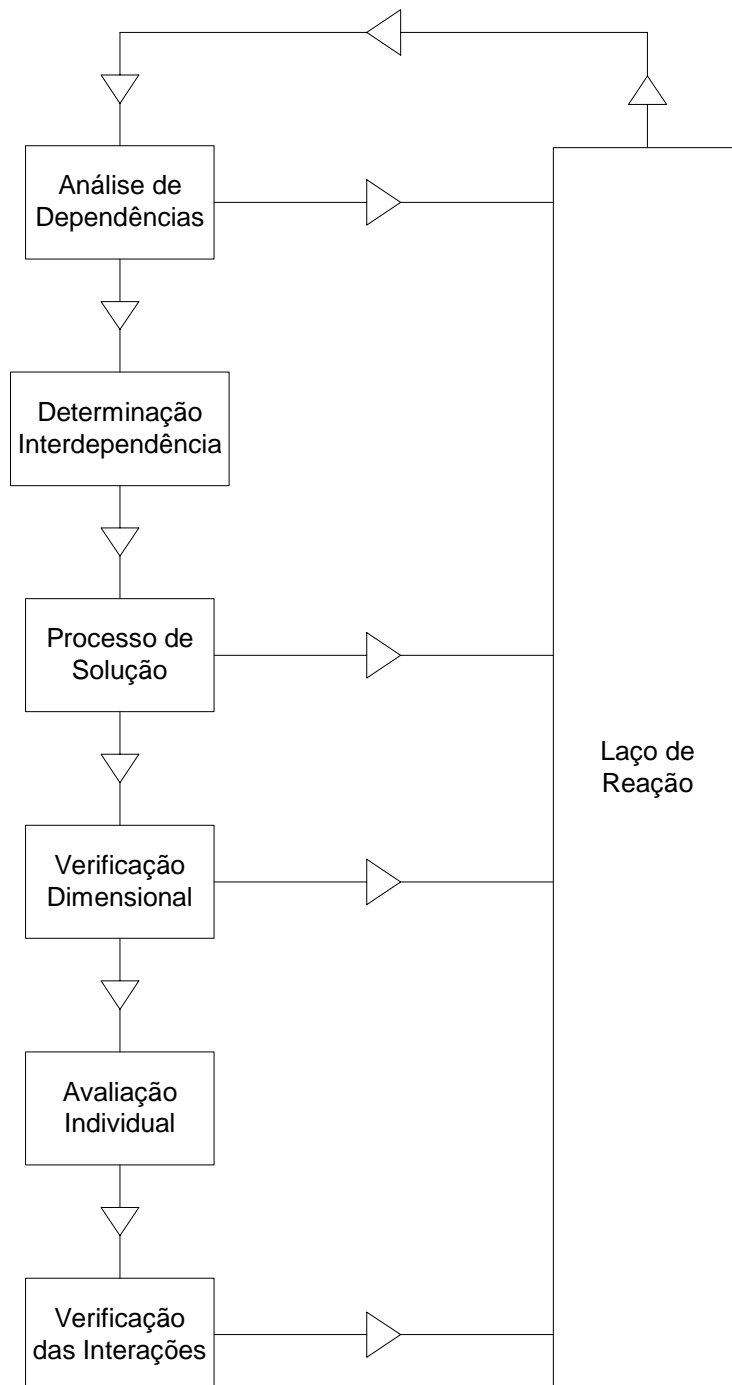 Análise de
Dependências
Determinação
Interdependência
Processo de
Solução
Laço de
Reação
Verificação
Dimensional
Avaliação
Individual
Verificação
das Interações